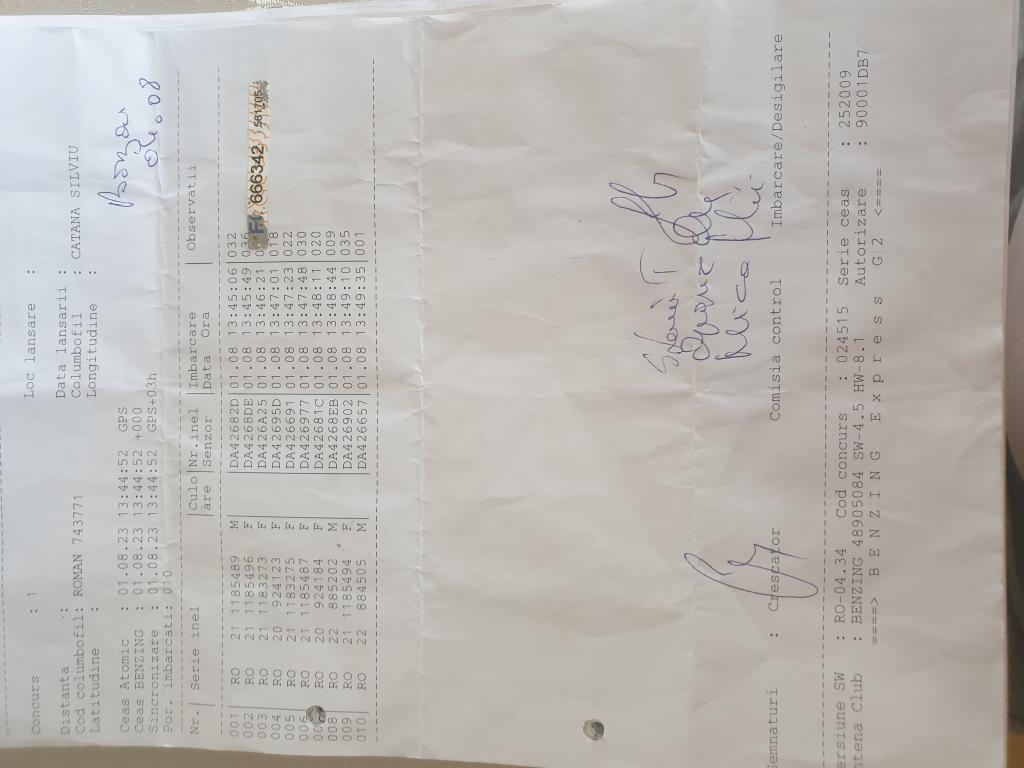 Concurs : 1 Loc lansare :
Distanta : Data lansarii :
Cod columbofil: ROMAN 743771 Columbofil : CATANA SILVIU
Latitudine : Longitudine :
Ceas Atomic : 01.08.23 13:44:52 GPS
Ceas BENZING : 01.08.23 13:44:52 +000
Sincronizare : 01.08.23 13:44:52 GPS+03h
Por. imbarcati: 010
01.08
Nr.| Serie inel |Culo|Nr.inel |Imbarcare |Observatii
|are |Senzor |Data Ora
001 RO 21 1185489 M |DA42682D|01.08 13:45:06|032
002 RO 21 1185496 F |DA4268DE|01.08 13:45:49|036
003 RO 21 1183273 F |DA426A25|01.08 13:46:21
004 RO 20 924123 F |DA42695D|01.08 13:47:01|018
005 RO 21 1183275 F |DA426691|01.08 13:47:23|022
006 RO 21 1185487 F |DA426977|01.08 13:47:48|030
RO 20 924184 F |DA42681C|01.08 13:48:11|020
008 RO 22 885202 M |DA4268EB|01.08 13:48:44|009
009 RO 21 1185494 F |DA426902|01.08 13:49:10|035
010| RO 22 884505 M |DA426657|01.08 13:49:35|001
666342 581705
Semnaturi : Crescator Comisia control Imbarcare/Desigilare
ersiune SW : RO-04.34 Cod concurs : 024515 Serie ceas : 252009
ntena Club : BENZING 48905084 SW-4.5 HW-8.1 Autorizare : 90001DB7
====> B E N Z I N G E x p r e s s G 2 <====